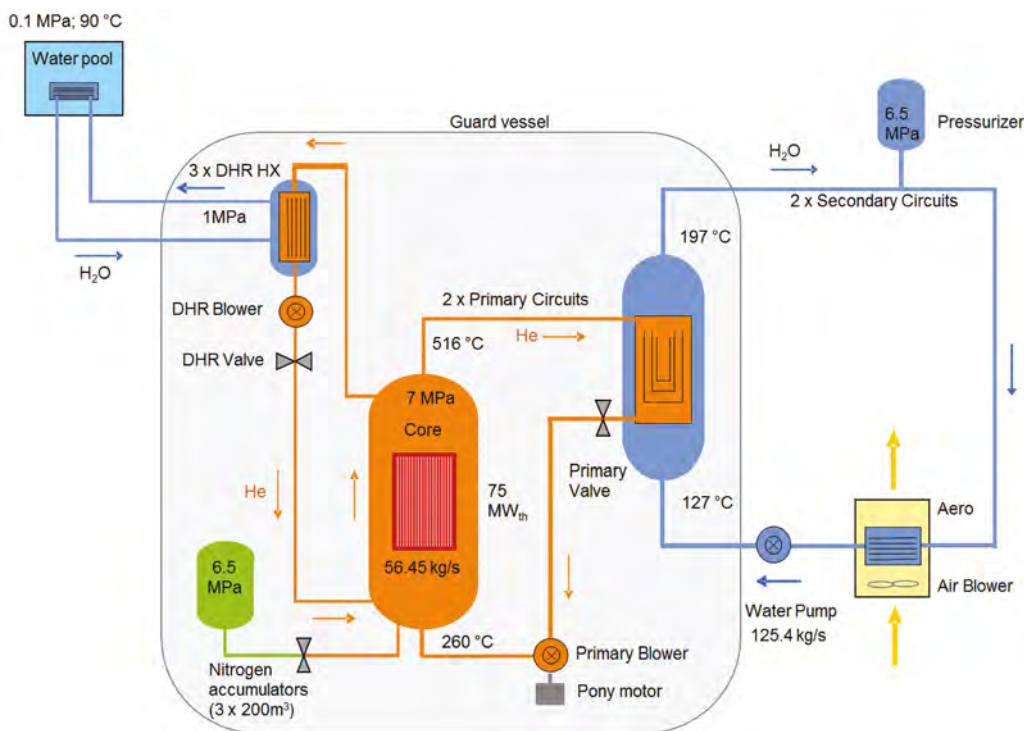 0.1 MPa; 90 °C
Water pool
Guard vessel
6.5
MPa
Pressurizer
H₂O
2 x Secondary Circuits
3 x DHR HX
1MPa
H₂O
197 °C
DHR Blower
2 x Primary Circuits
He
516 °C
DHR Valve
7 MPa
Core
Primary
Valve
He
75
MWth
127 °C
Aero
56.45 kg/s
6.5
MPa
Air Blower
Water Pump
125.4 kg/s
260 °C
Primary Blower
Nitrogen
accumulators
(3 x 200m³)
Pony motor